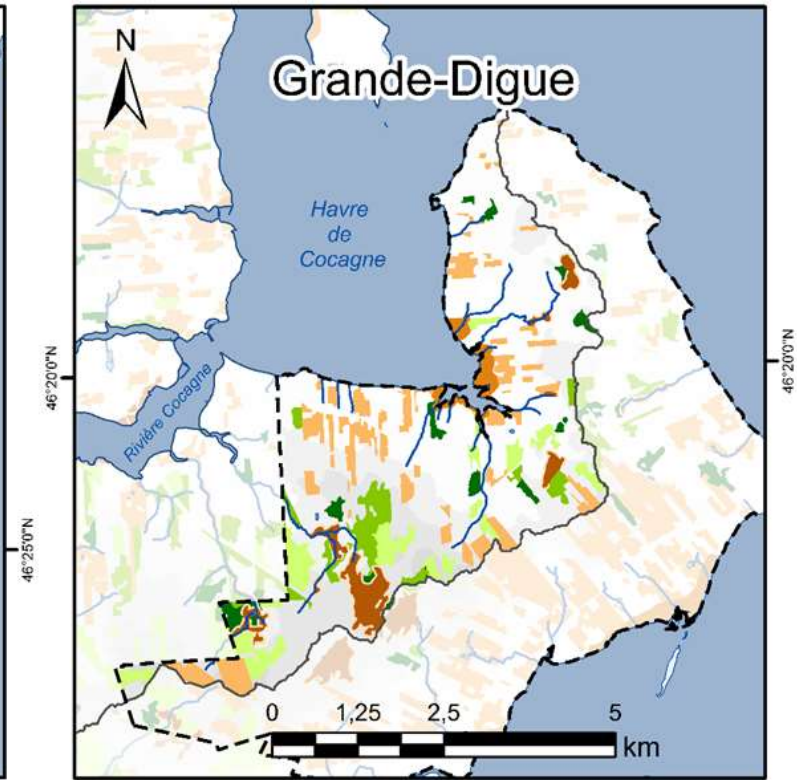 N
Grande-Digue
Havre
de
Cocagne
46°20'0"N
46°20'0"N
Rivière Cocagne
46°25'0"N
0 1,25 2,5 5
km